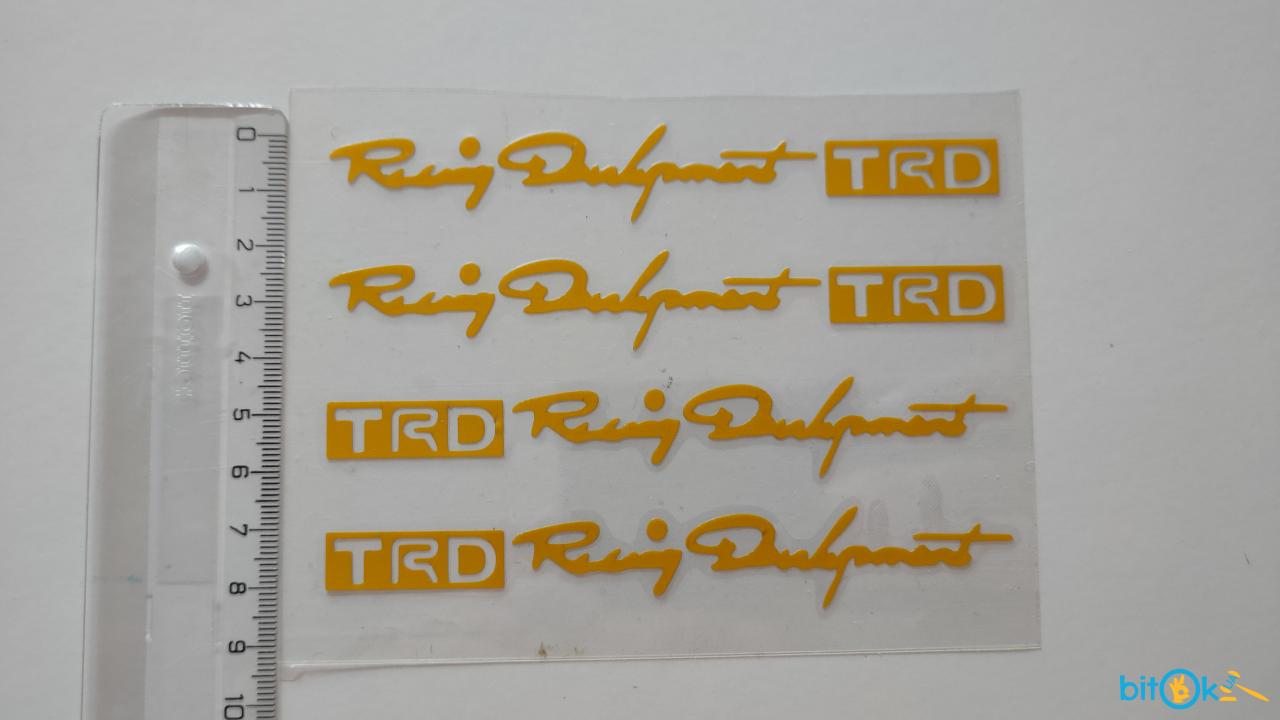 0
1
2
3
4
5
6
7
8
9
10
Racing Development TRD
Racing Development TRD
TRD Racing Development
TRD Racing Development
bitOk